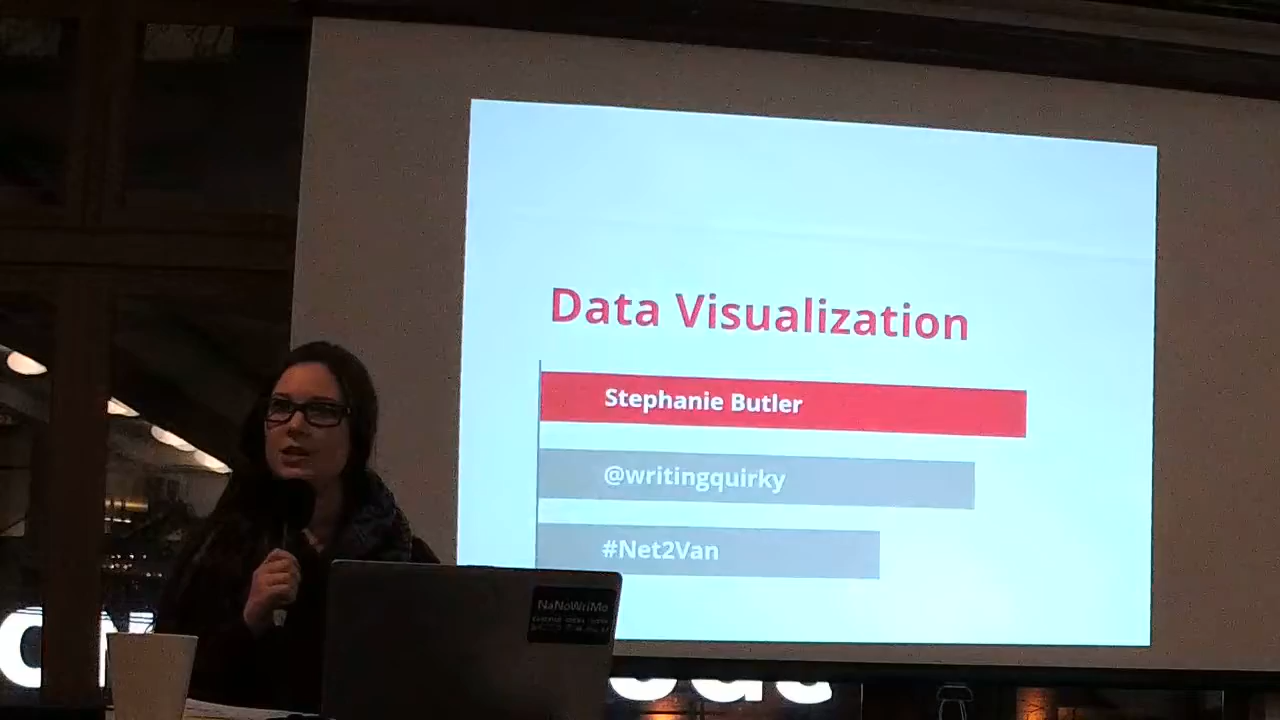 Data Visualization
Stephanie Butler
@writingquirky
#Net2Van
NaNoWriMo